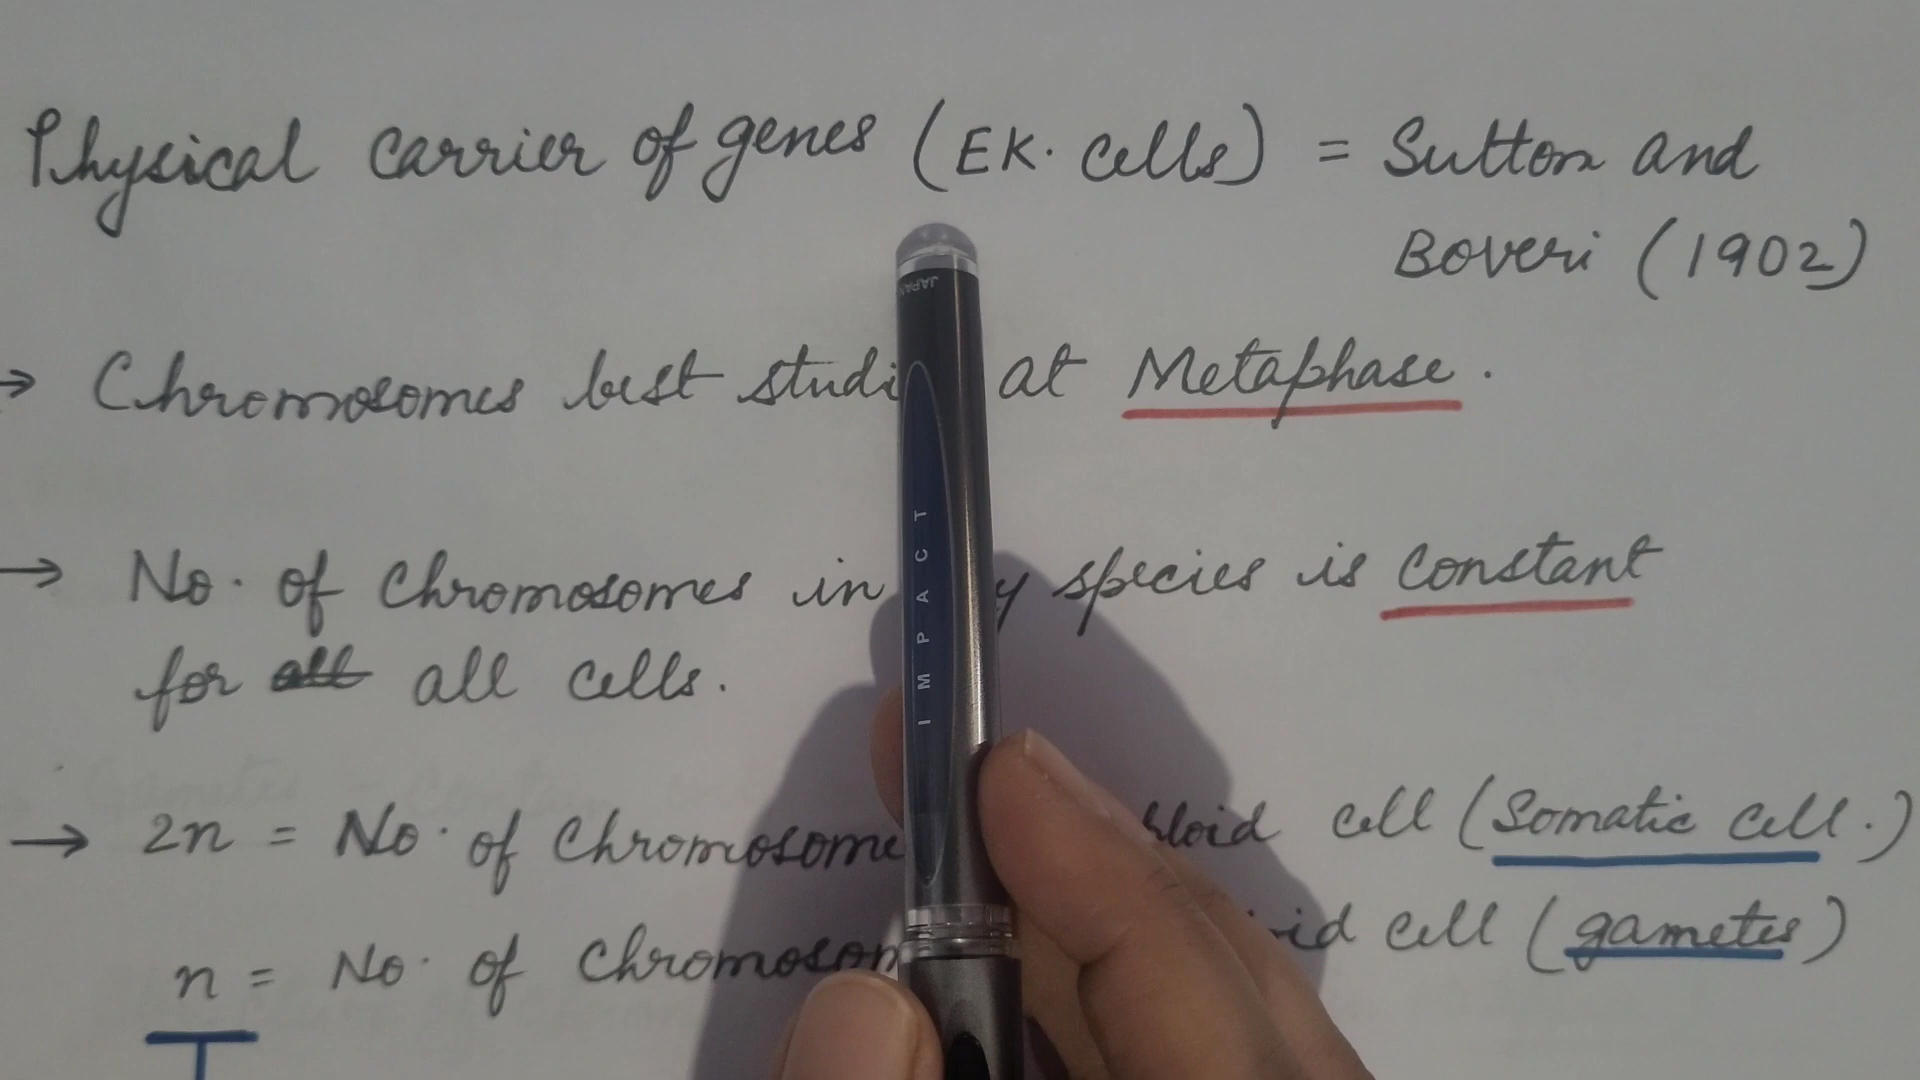 Physical carrier of genes (EK. cells) = Sutton and
Boveri (1902)
JAPAN
→ Chromosomes best studi at Metaphase.
→ No. of Chromosomes in y species is constant
for all all cells.
→ 2n = No. of Chromosome loid cell (Somatic cell.)
n = No. of Chromosom id cell (gametes)
IMPACT